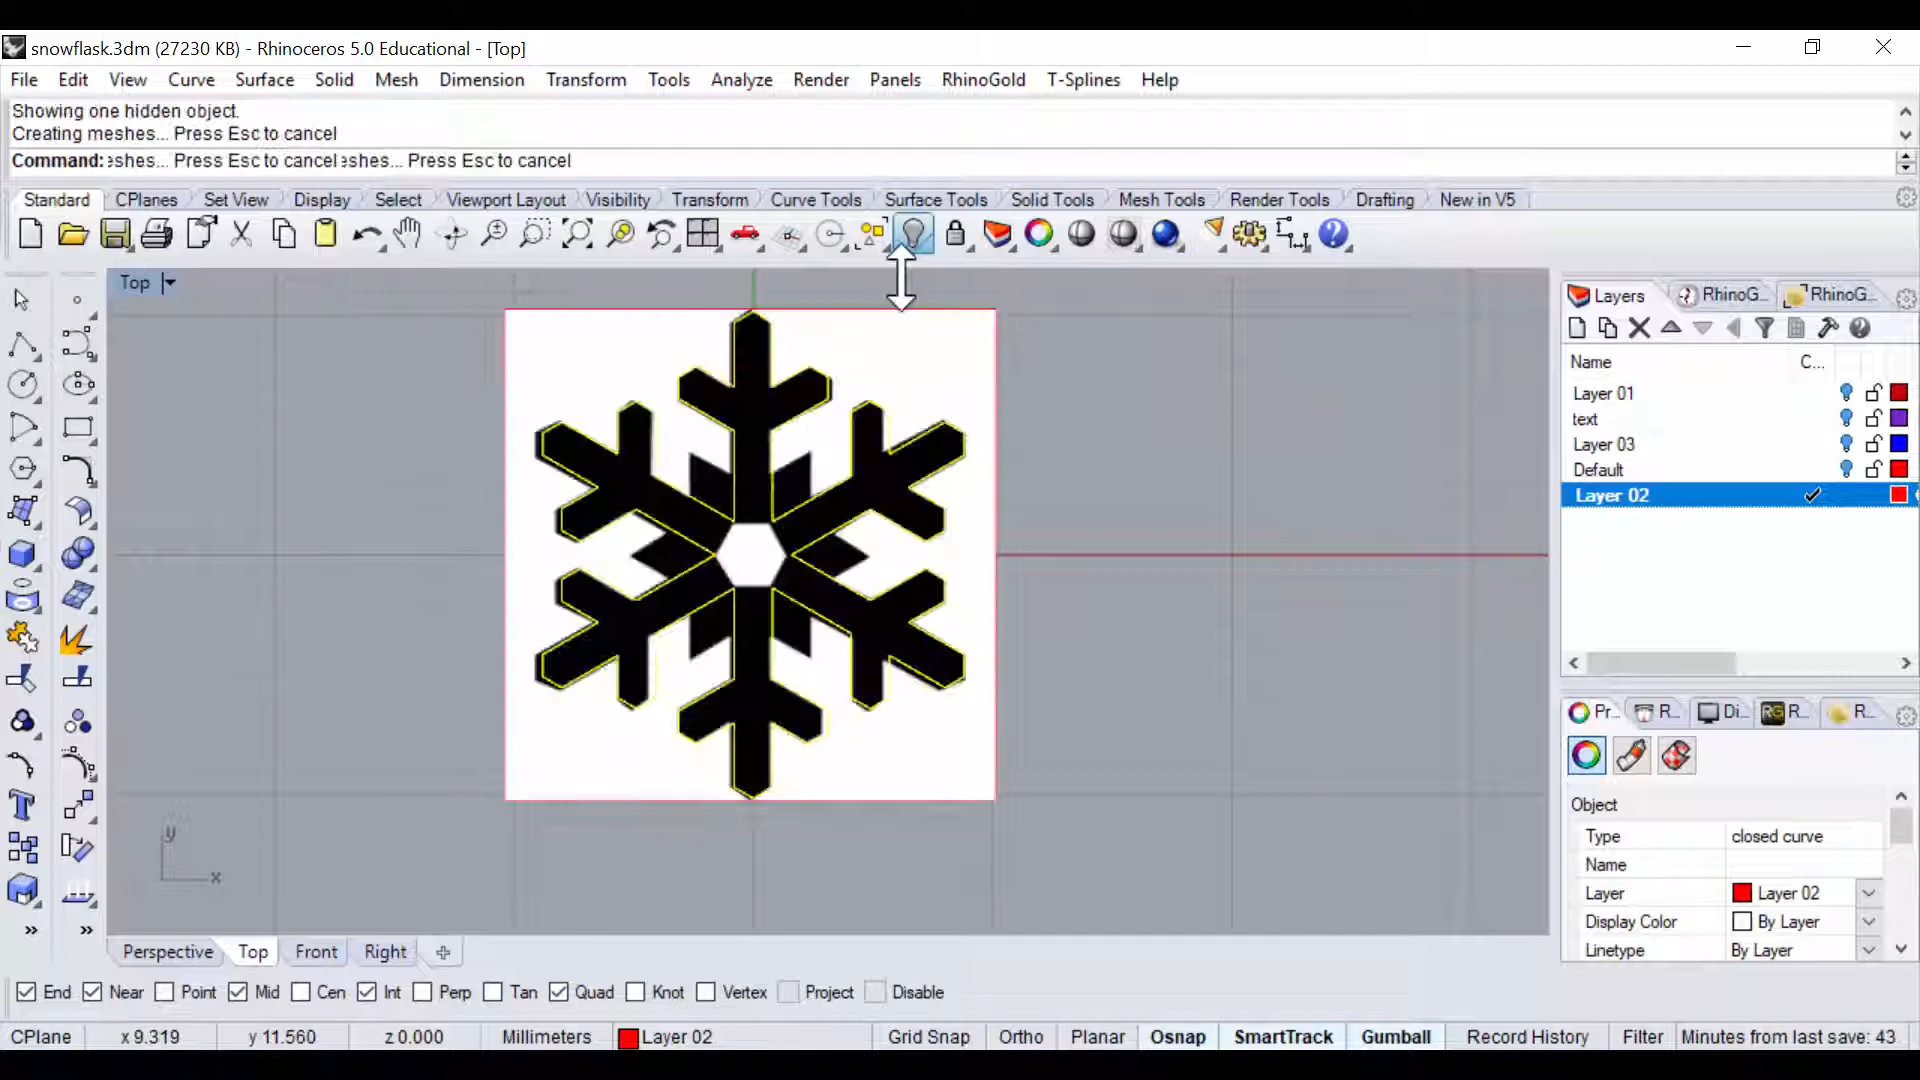 snowflask.3dm (27230 KB) - Rhinoceros 5.0 Educational - [Top]
File Edit View Curve Surface Solid Mesh Dimension Transform Tools Analyze Render Panels RhinoGold T-Splines Help
Showing one hidden object.
Creating meshes... Press Esc to cancel
Command: eshes... Press Esc to cancel eshes... Press Esc to cancel
Standard CPlanes Set View Display Select Viewport Layout Visibility Transform Curve Tools Surface Tools Solid Tools Mesh Tools Render Tools Drafting New in V5
Top
Layers RhinoG... RhinoG...
Name C...
Layer 01
text
Layer 03
Default
Layer 02
Pr... R... Di... R... R...
Object
Type closed curve
Name
Layer Layer 02
Display Color By Layer
Linetype By Layer
y
x
Perspective Top Front Right
End Near Point Mid Cen Int Perp Tan Quad Knot Vertex Project Disable
CPlane x 9.319 y 11.560 z 0.000 Millimeters Layer 02 Grid Snap Ortho Planar Osnap SmartTrack Gumball Record History Filter Minutes from last save: 43